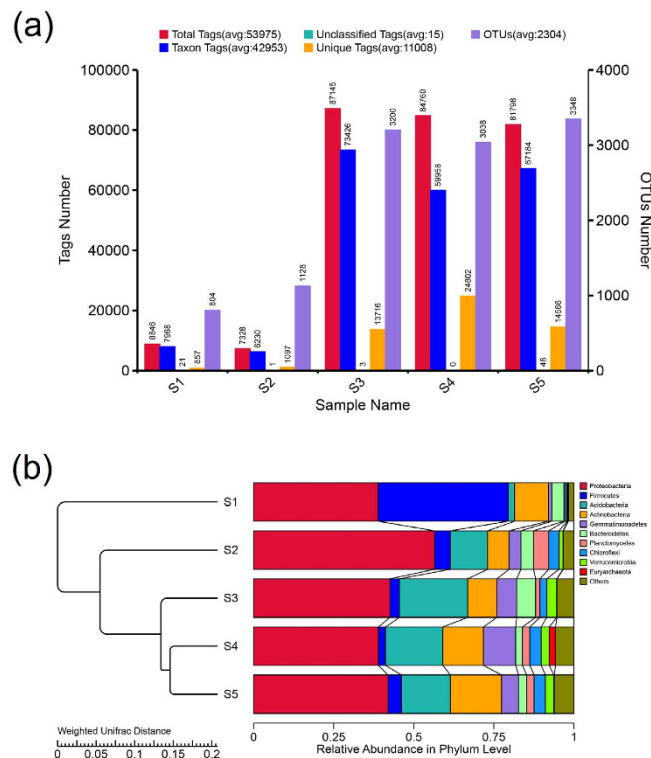 (a)
Total Tags(avg:53975) Unclassified Tags(avg:15) OTUs(avg:2304)
Taxon Tags(avg:42953) Unique Tags(avg:11008)
100000 4000
80000
3000
60000
2000
40000
1000
20000
0 0
Tags Number
OTUs Number
8846 7968 21 857 804
7328 6230 1 1097 1128
87145 73426 3 13716 3200
84760 59958 0 24802 3038
81798 67184 48 14566 3348
S1 S2 S3 S4 S5
Sample Name
(b)
S1
S2
S3
S4
S5
Proteobacteria
Firmicutes
Acidobacteria
Actinobacteria
Gemmatimonadetes
Bacteroidetes
Planctomycetes
Chloroflexi
Verrucomicrobia
Euryarchaeota
Others
Weighted Unifrac Distance
0 0.05 0.1 0.15 0.2
0 0.25 0.5 0.75 1
Relative Abundance in Phylum Level